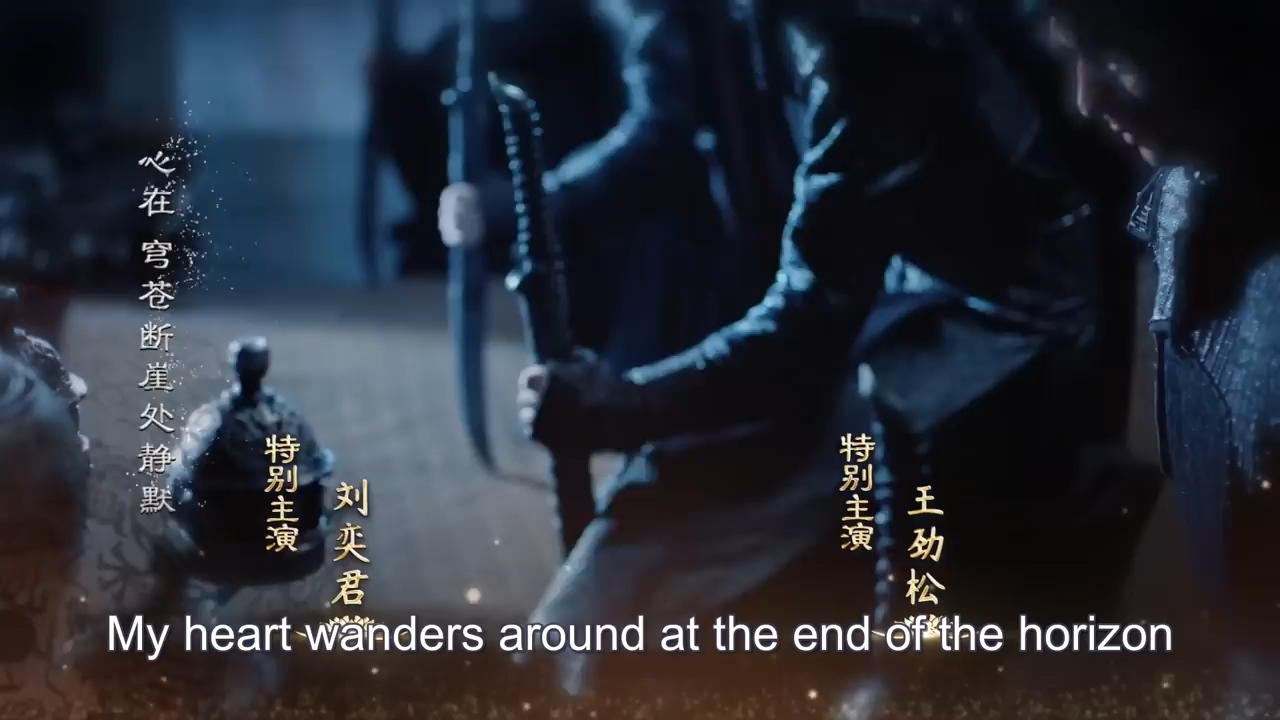 心在 穹苍断崖处静默
特别主演
刘奕君
特别主演
王劲松
My heart wanders around at the end of the horizon